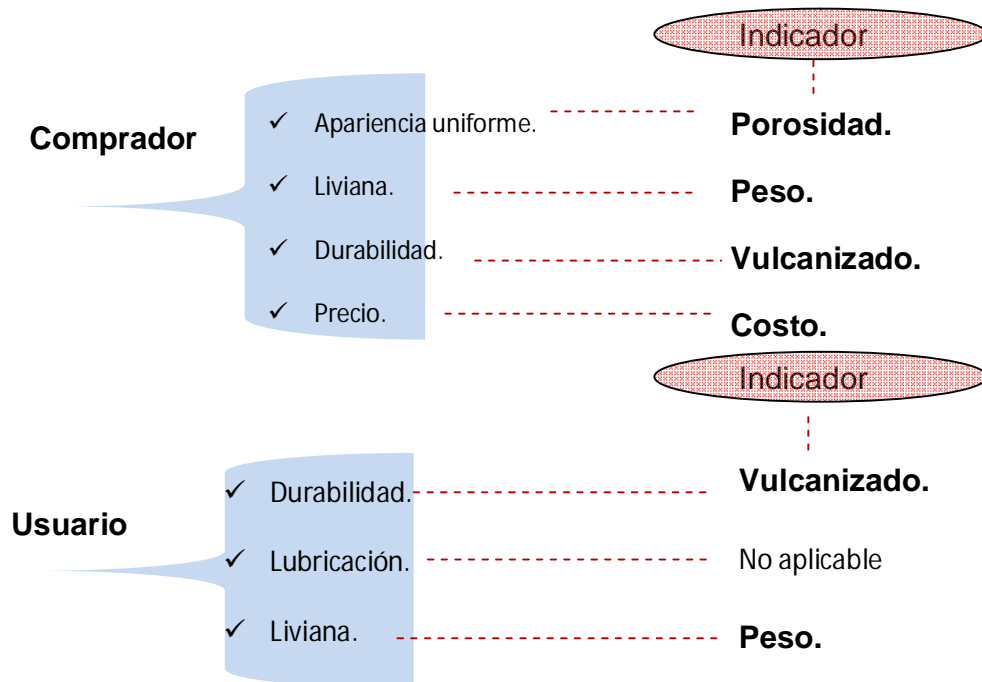 Indicador
Comprador
✓ Apariencia uniforme.
Porosidad.
✓ Liviana.
Peso.
✓ Durabilidad.
Vulcanizado.
✓ Precio.
Costo.
Indicador
Usuario
✓ Durabilidad.
Vulcanizado.
✓ Lubricación.
No aplicable
✓ Liviana.
Peso.